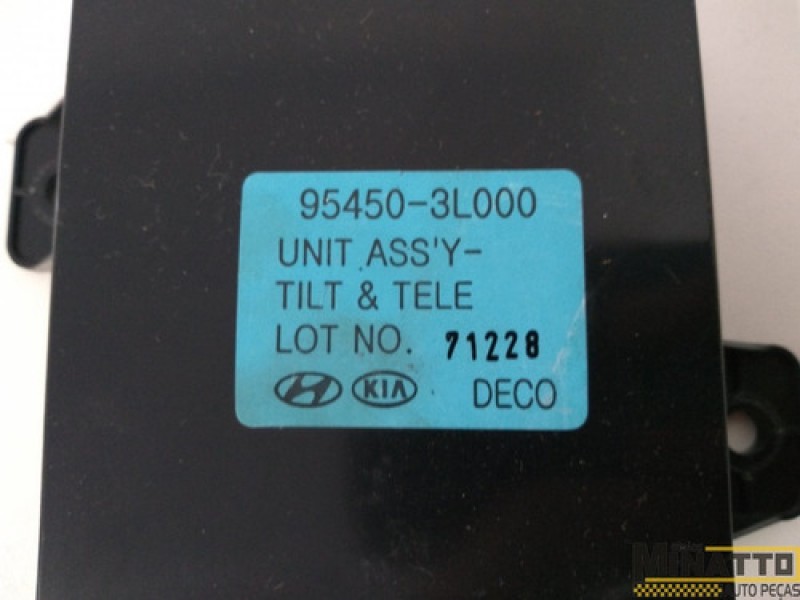 95450-3L000
UNIT ASS'Y-
TILT & TELE
LOT NO. 71228
KIA DECO
MINATTO
AUTO PEÇAS